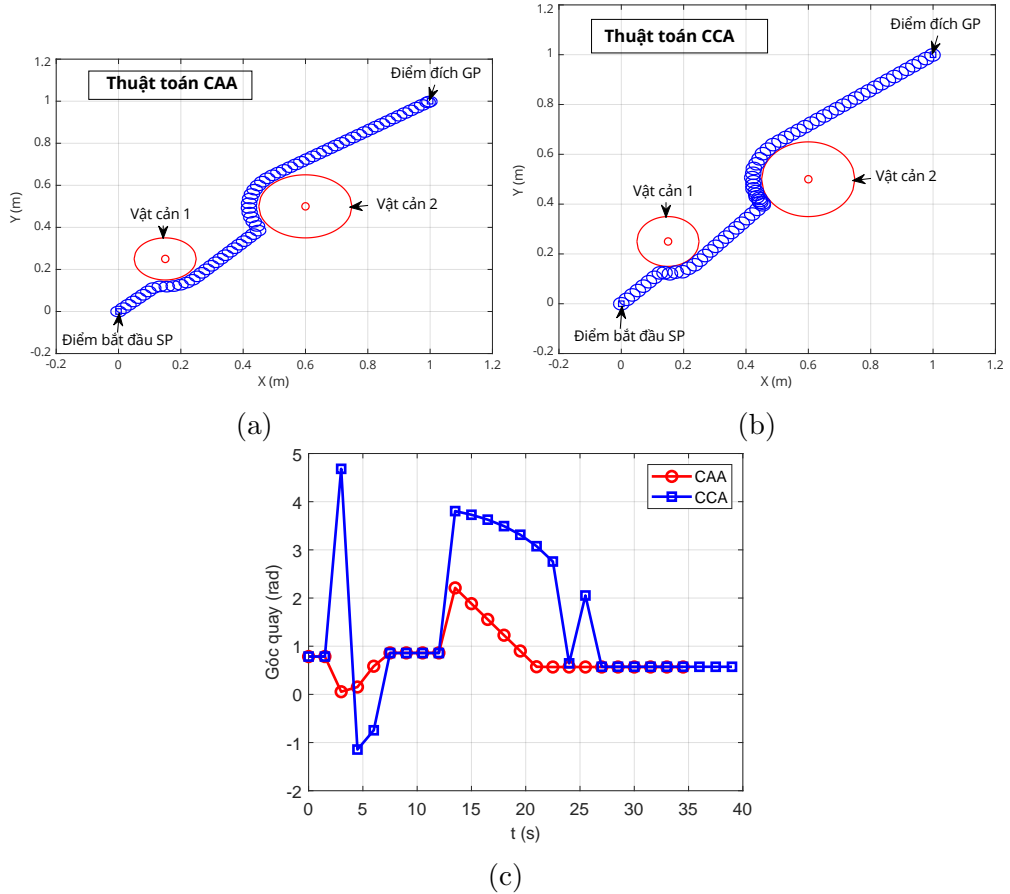 Thuật toán CAA
Điểm đích GP
Vật cản 1
Vật cản 2
Điểm bắt đầu SP
1.2
1
0.8
0.6
0.4
0.2
0
-0.2
Y (m)
-0.2
0
0.2
0.4
0.6
0.8
1
1.2
X (m)
(a)
Thuật toán CCA
Điểm đích GP
Vật cản 1
Vật cản 2
Điểm bắt đầu SP
1.2
1
0.8
0.6
0.4
0.2
0
-0.2
Y (m)
-0.2
0
0.2
0.4
0.6
0.8
1
1.2
X (m)
(b)
5
4
3
2
1
0
-1
-2
Góc quay (rad)
CAA
CCA
0
5
10
15
20
25
30
35
40
t (s)
(c)